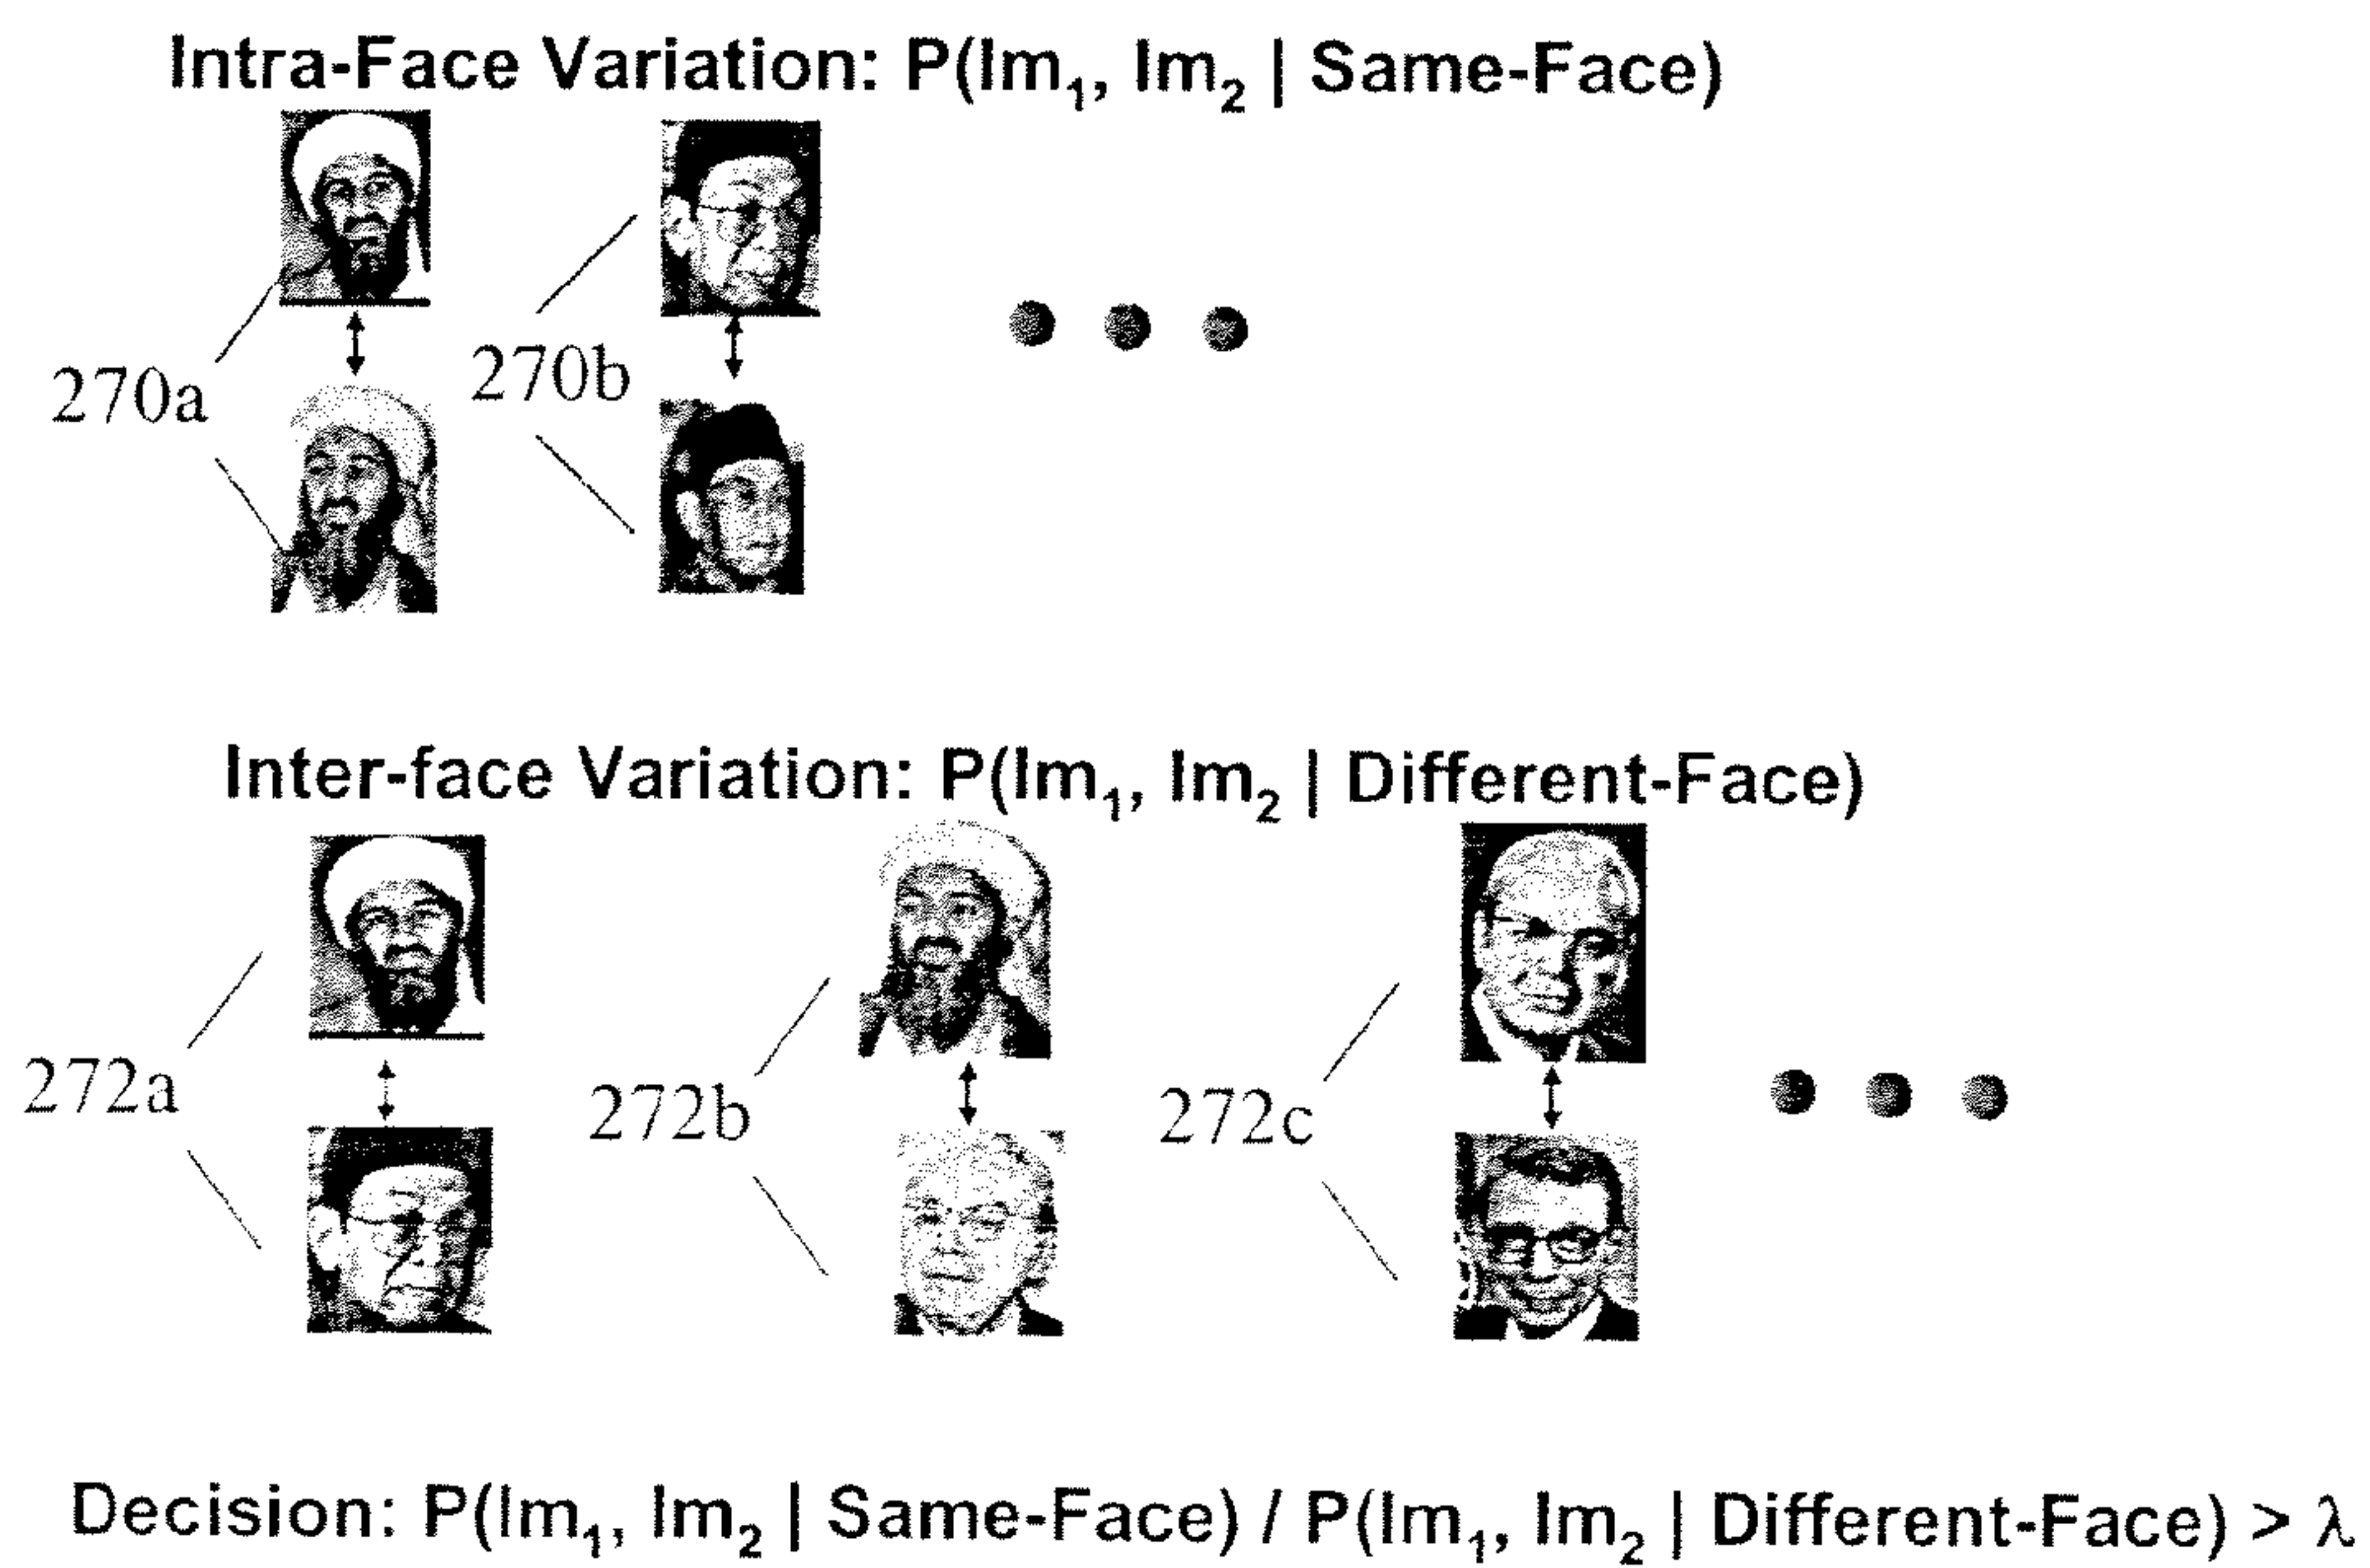 Intra-Face Variation: P(Im₁, Im₂ | Same-Face)
270a
270b
Inter-face Variation: P(Im₁, Im₂ | Different-Face)
272a
272b
272c
Decision: P(Im₁, Im₂ | Same-Face) / P(Im₁, Im₂ | Different-Face) > λ